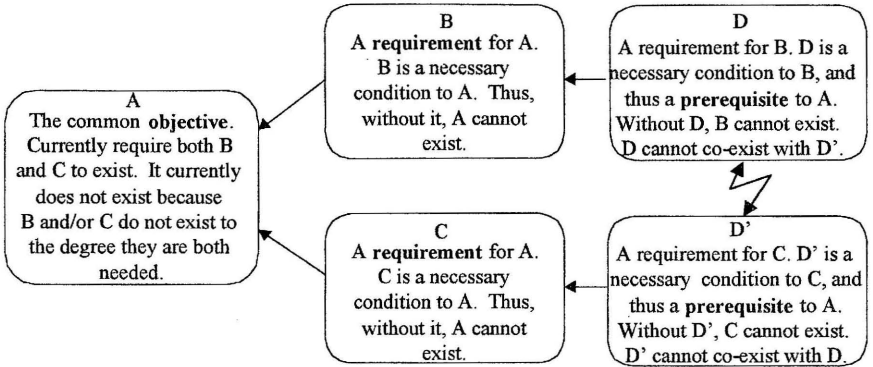 A
The common objective.
Currently require both B
and C to exist. It currently
does not exist because
B and/or C do not exist to
the degree they are both
needed.
B
A requirement for A.
B is a necessary
condition to A. Thus,
without it, A cannot
exist.
D
A requirement for B. D is a
necessary condition to B, and
thus a prerequisite to A.
Without D, B cannot exist.
D cannot co-exist with D'.
C
A requirement for A.
C is a necessary
condition to A. Thus,
without it, A cannot
exist.
D'
A requirement for C. D' is a
necessary condition to C, and
thus a prerequisite to A.
Without D', C cannot exist.
D' cannot co-exist with D.